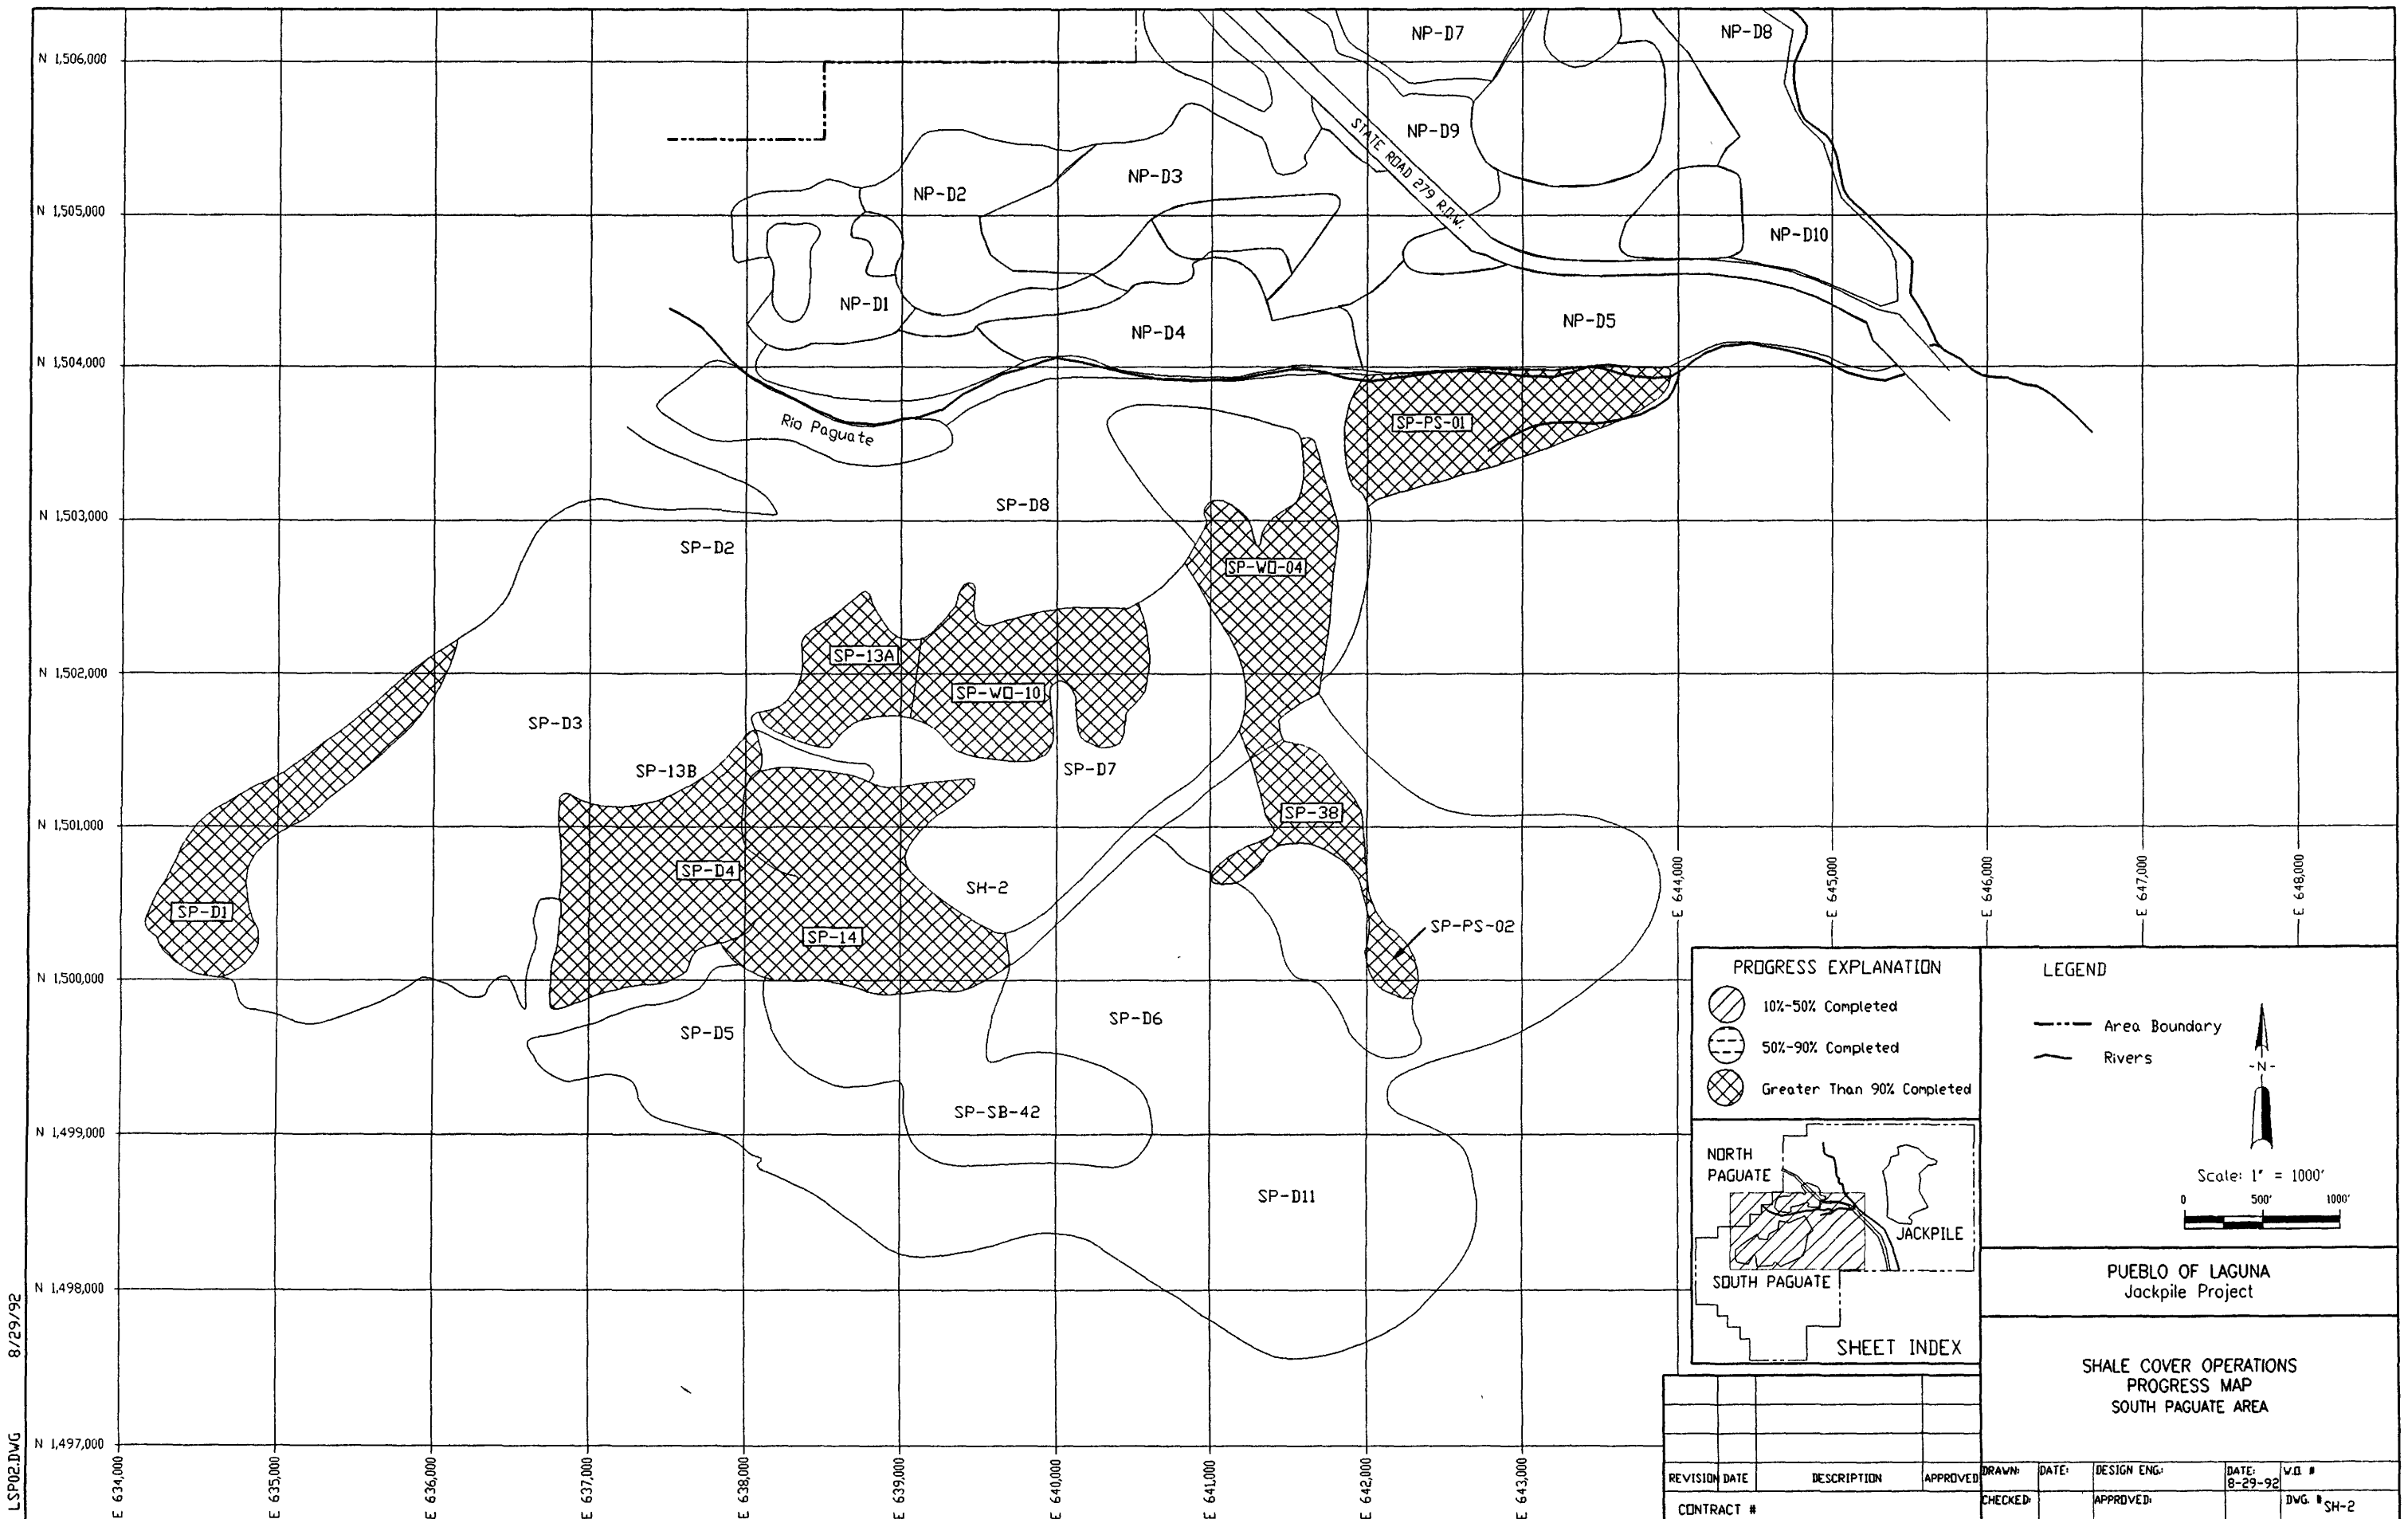 N 1,506,000
N 1,505,000
N 1,504,000
N 1,503,000
N 1,502,000
N 1,501,000
N 1,500,000
N 1,499,000
N 1,498,000
N 1,497,000
NP-D7
NP-D8
STATE ROAD 279 R.O.W.
NP-D9
NP-D2
NP-D3
NP-D10
NP-D1
NP-D4
NP-D5
Rio Paguate
SP-PS-01
SP-D8
SP-D2
SP-WO-04
SP-13A
SP-WO-10
SP-D3
SP-13B
SP-D7
SP-38
SP-D4
SH-2
SP-D1
SP-14
SP-PS-02
SP-D5
SP-D6
SP-SB-42
SP-D11
E 634,000
E 635,000
E 636,000
E 637,000
E 638,000
E 639,000
E 640,000
E 641,000
E 642,000
E 643,000
E 644,000
E 645,000
E 646,000
E 647,000
E 648,000
PROGRESS EXPLANATION
10%-50% Completed
50%-90% Completed
Greater Than 90% Completed
LEGEND
Area Boundary
Rivers
-N-
Scale: 1" = 1000'
0 500' 1000'
NORTH
PAGUATE
JACKPILE
SOUTH PAGUATE
SHEET INDEX
PUEBLO OF LAGUNA
Jackpile Project
SHALE COVER OPERATIONS
PROGRESS MAP
SOUTH PAGUATE AREA
REVISION DATE DESCRIPTION APPROVED
CONTRACT #
DRAWN: DATE: DESIGN ENG.: DATE: W.O. #
8-29-92
CHECKED: APPROVED: DWG. # SH-2
LSP02.DWG 8/29/92